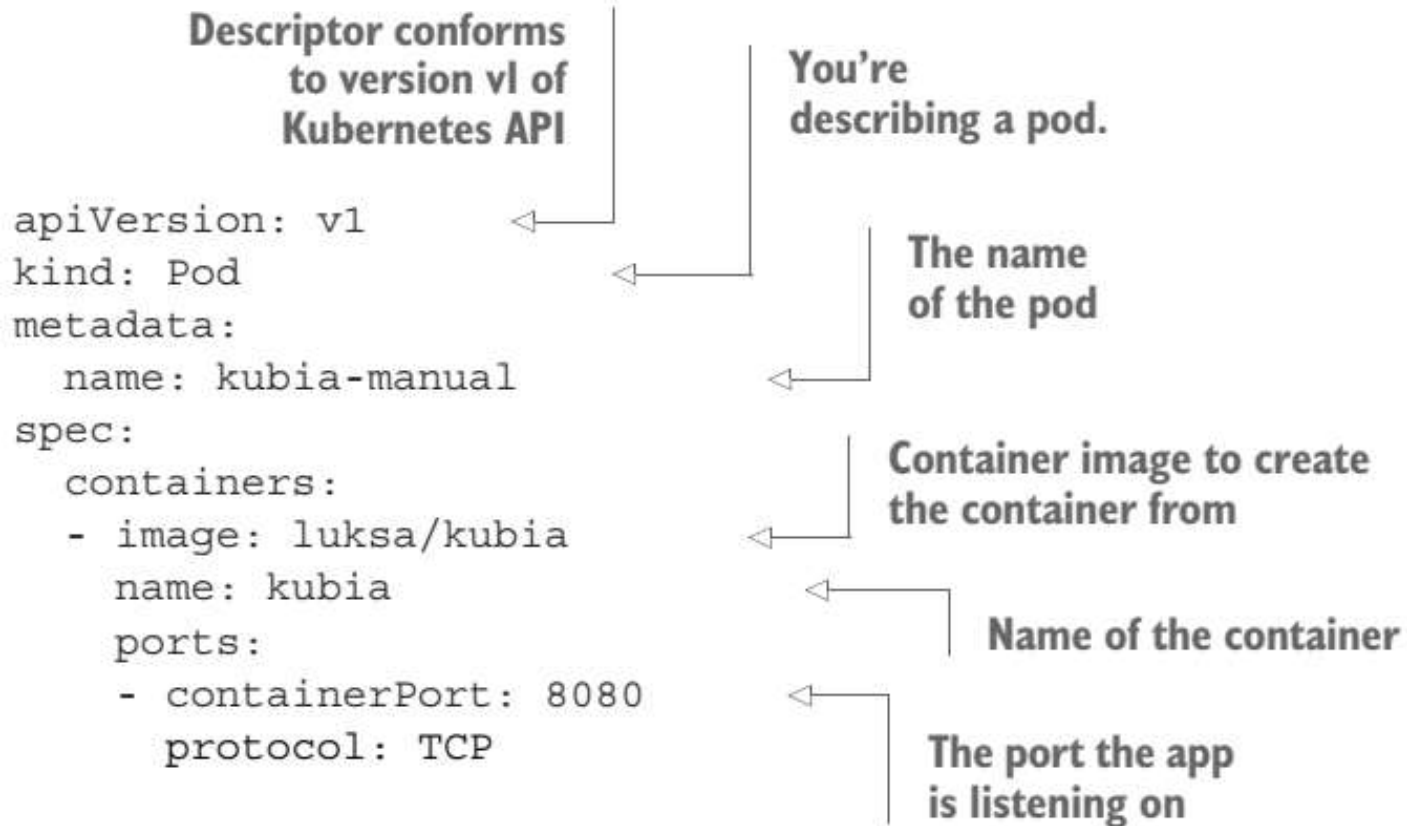 Descriptor conforms
to version vl of
Kubernetes API
You're
describing a pod.
apiVersion: v1
kind: Pod
metadata:
  name: kubia-manual
The name
of the pod
spec:
  containers:
  - image: luksa/kubia
    name: kubia
    ports:
    - containerPort: 8080
      protocol: TCP
Container image to create
the container from
Name of the container
The port the app
is listening on